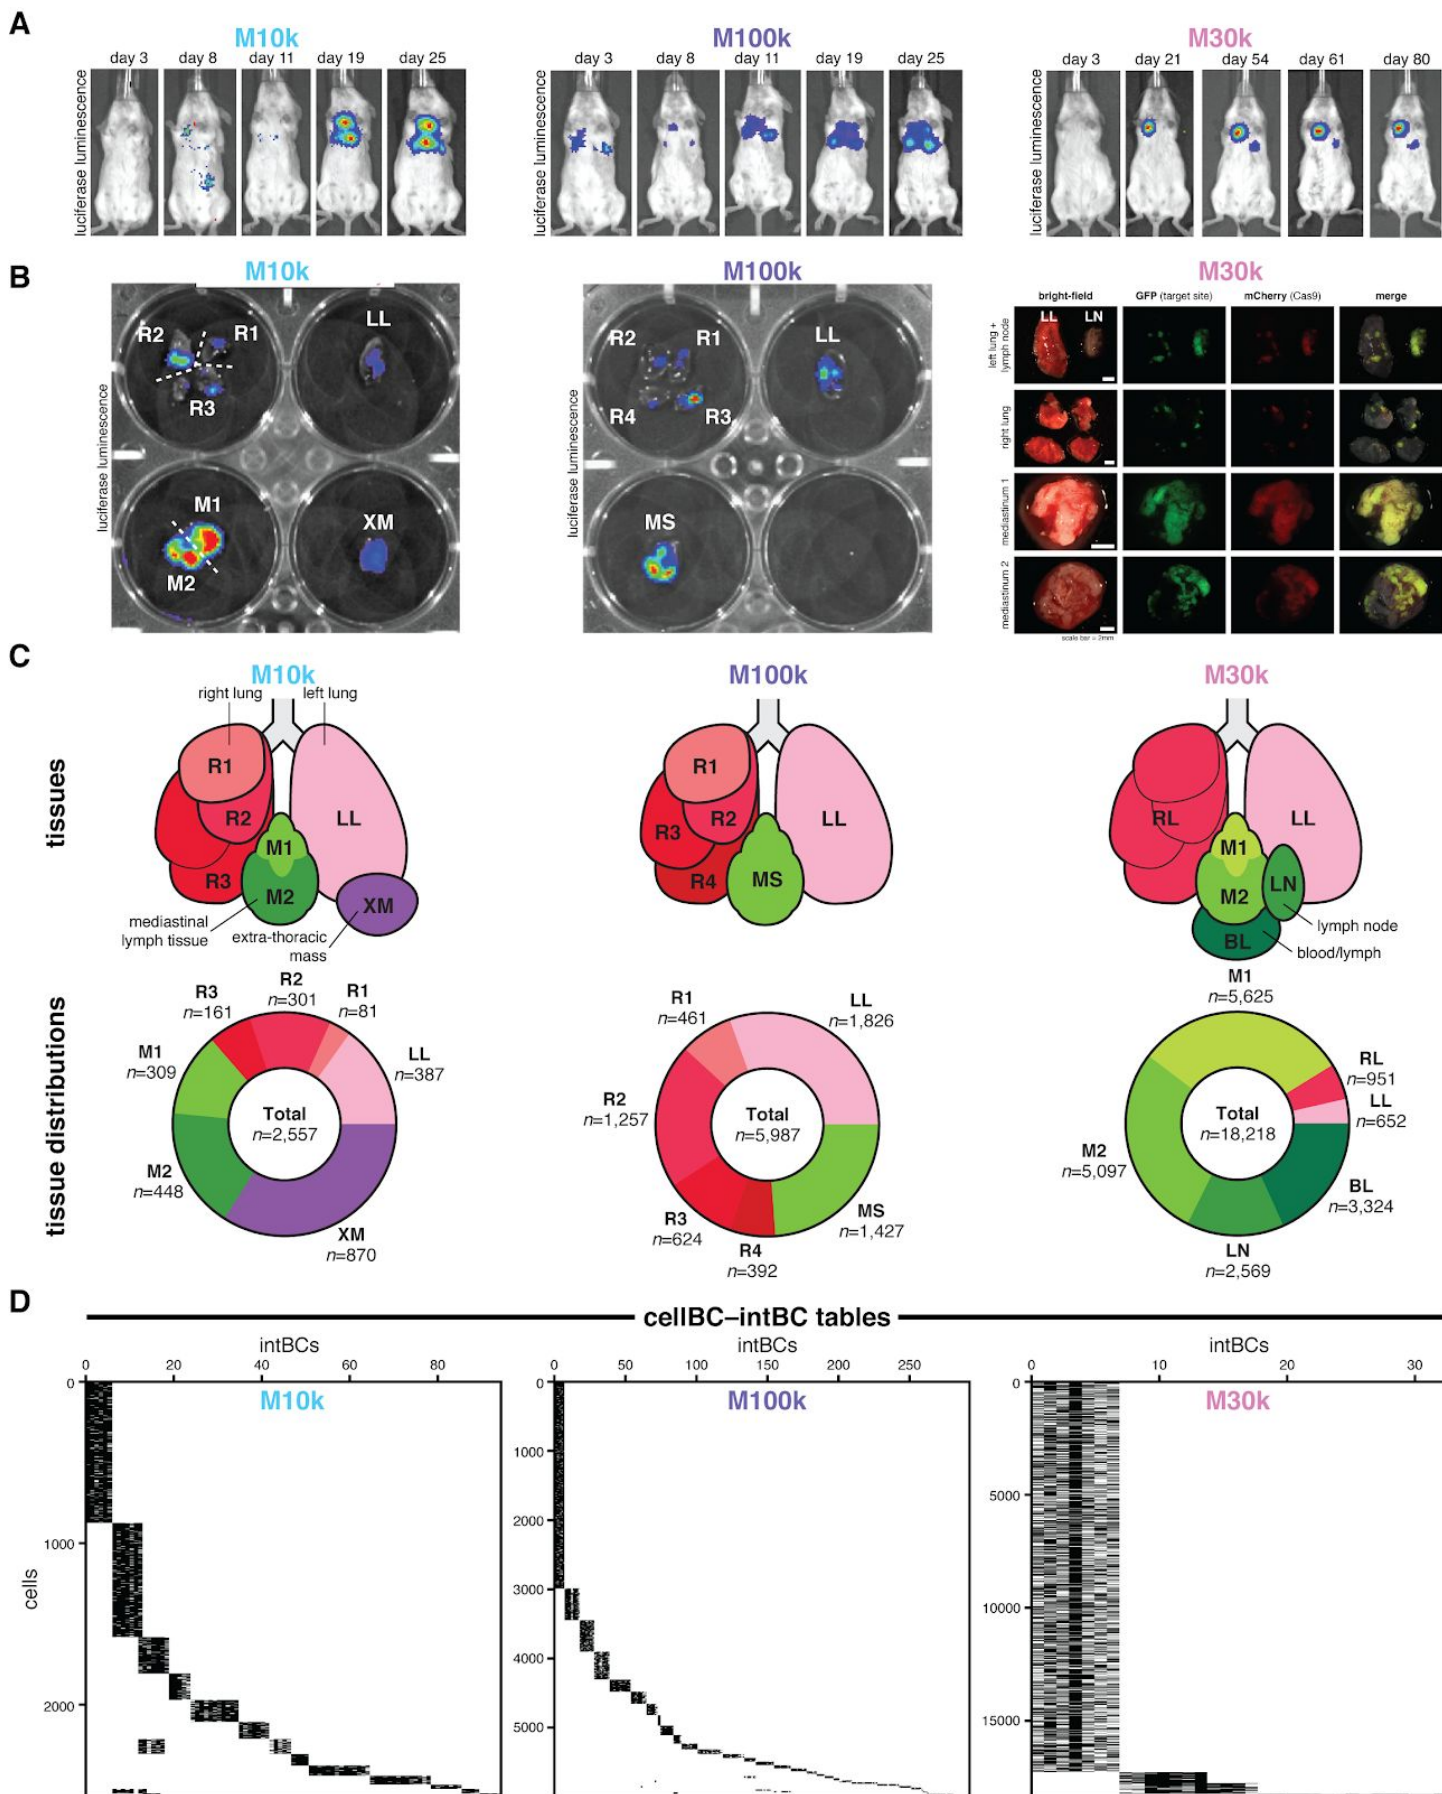 A
M10k
M100k
M30k
day 3 day 8 day 11 day 19 day 25
day 3 day 8 day 11 day 19 day 25
day 3 day 21 day 54 day 61 day 80
luciferase luminescence
luciferase luminescence
luciferase luminescence
B
M10k
M100k
M30k
luciferase luminescence
R2
R1
LL
R3
M1
M2
XM
luciferase luminescence
R2
R1
LL
R4
R3
MS
bright-field GFP (target site) mCherry (Cas9) merge
LL LN
left lung +
lymph node
right lung
mediastinum 1
mediastinum 2
scale bar = 2mm
C
M10k
M100k
M30k
tissues
right lung left lung
R1
R2
R3
LL
M1
M2
XM
mediastinal
lymph tissue
extra-thoracic
mass
R1
R2
R3
R4
MS
LL
RL
LL
M1
M2
LN
BL
lymph node
blood/lymph
tissue distributions
R3
n=161
R2
n=301
R1
n=81
M1
n=309
LL
n=387
Total
n=2,557
M2
n=448
XM
n=870
R1
n=461
LL
n=1,826
R2
n=1,257
Total
n=5,987
R3
n=624
R4
n=392
MS
n=1,427
M1
n=5,625
RL
n=951
LL
n=652
Total
n=18,218
M2
n=5,097
BL
n=3,324
LN
n=2,569
D
cellBC–intBC tables
intBCs
0 20 40 60 80
M10k
cells
0
1000
2000
intBCs
0 50 100 150 200 250
M100k
0
1000
2000
3000
4000
5000
intBCs
0 10 20 30
M30k
0
5000
10000
15000